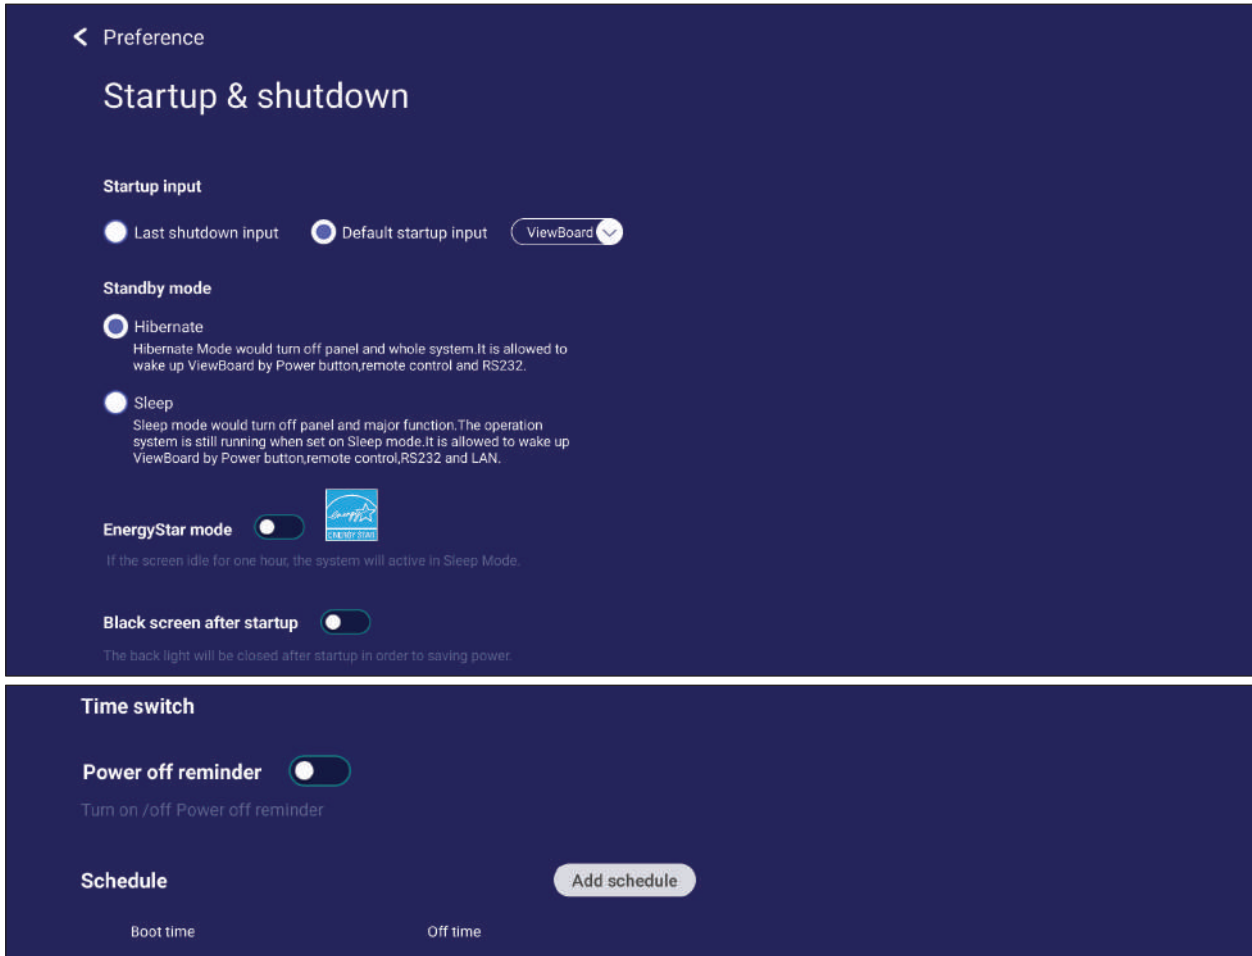 Preference
Startup & shutdown
Startup input
Last shutdown input Default startup input ViewBoard
Standby mode
Hibernate
Hibernate Mode would turn off panel and whole system.It is allowed to
wake up ViewBoard by Power button,remote control and RS232.
Sleep
Sleep mode would turn off panel and major function.The operation
system is still running when set on Sleep mode.It is allowed to wake up
ViewBoard by Power button,remote control,RS232 and LAN.
energy
EnergyStar mode ENERGY STAR
If the screen idle for one hour, the system will active in Sleep Mode.
Black screen after startup
The back light will be closed after startup in order to saving power.
Time switch
Power off reminder
Turn on /off Power off reminder
Schedule Add schedule
Boot time Off time